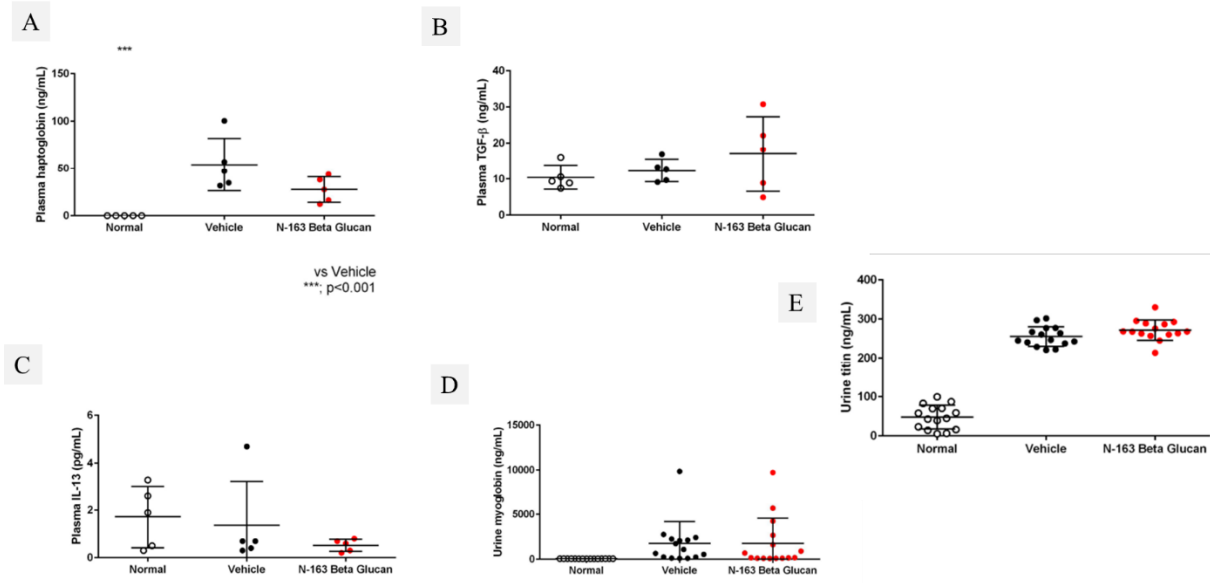 A
***
Plasma haptoglobin (ng/mL)
150
100
50
0
Normal Vehicle N-163 Beta Glucan
vs Vehicle
***; p<0.001
B
Plasma TGF-β (ng/mL)
40
30
20
10
0
Normal Vehicle N-163 Beta Glucan
C
Plasma IL-13 (pg/mL)
6
4
2
0
Normal Vehicle N-163 Beta Glucan
D
Urine myoglobin (ng/mL)
15000
10000
5000
0
Normal Vehicle N-163 Beta Glucan
E
Urine titin (ng/mL)
400
300
200
100
0
Normal Vehicle N-163 Beta Glucan